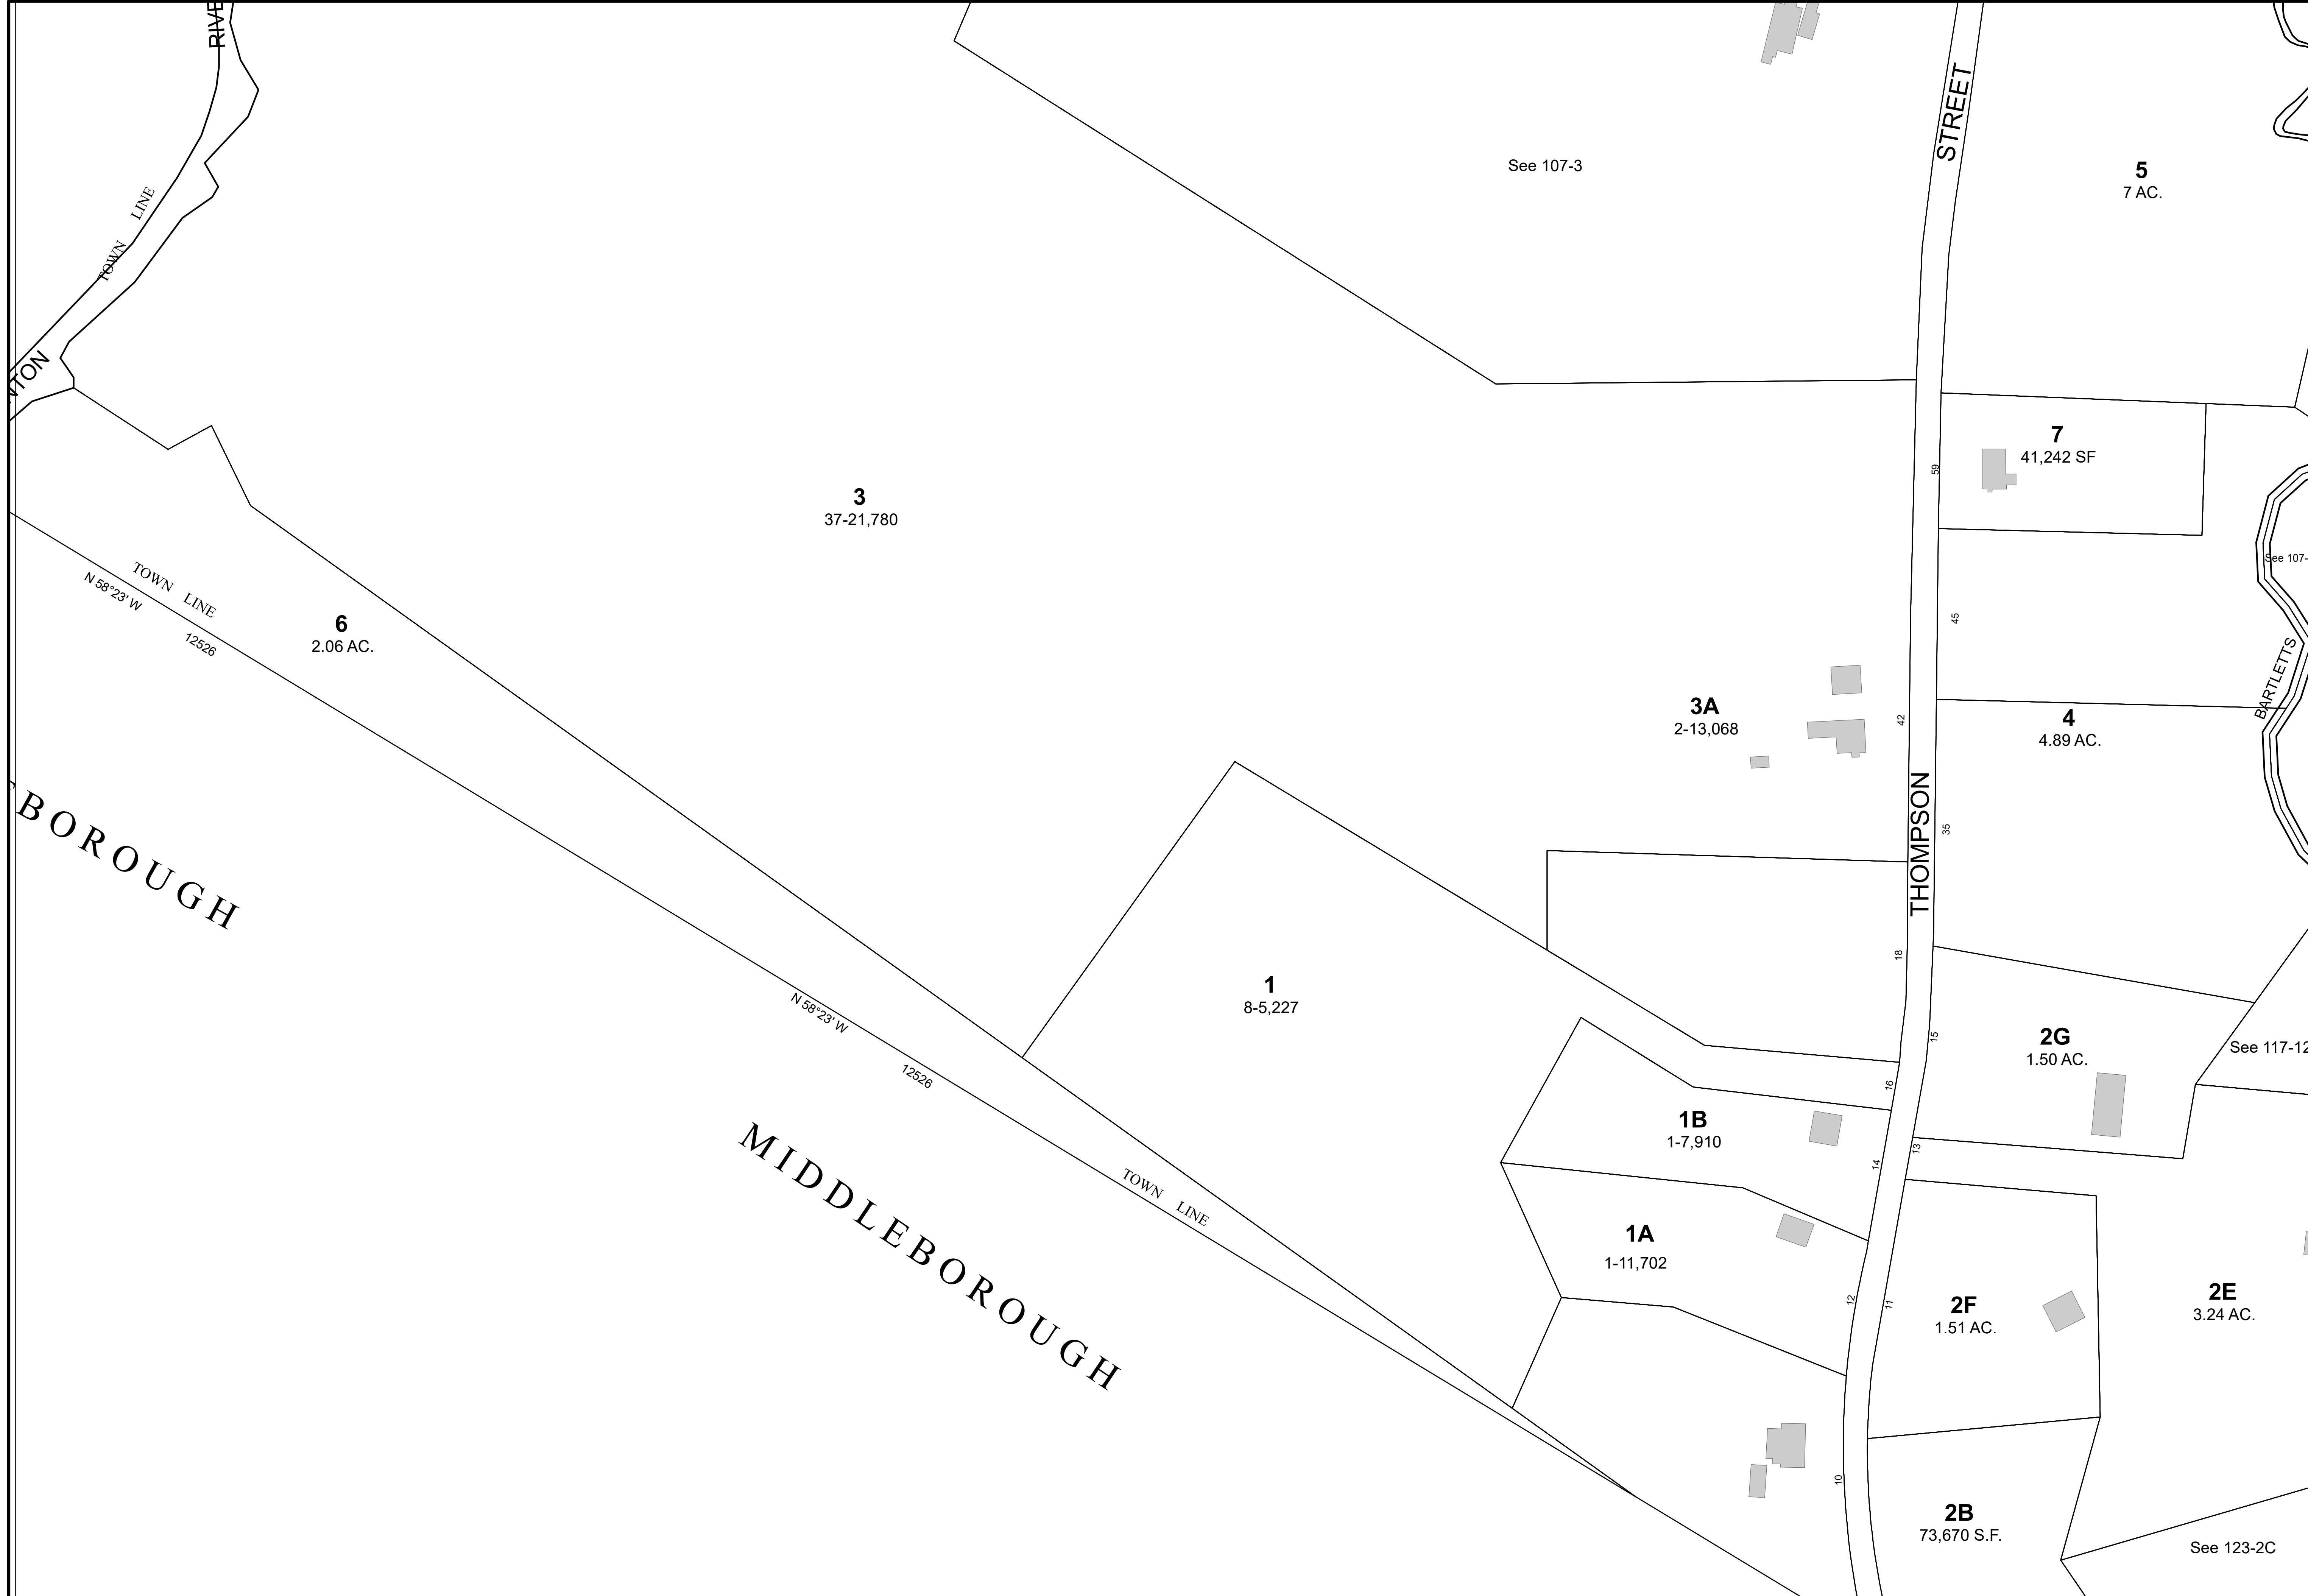 RIVE
STREET
See 107-3
5
7 AC.
TOWN LINE
NTON
7
41,242 SF
59
3
37-21,780
See 107-
TOWN LINE
N 58°23' W
12526
6
2.06 AC.
45
BARTLETTS
3A
2-13,068
42
4
4.89 AC.
THOMPSON
35
BOROUGH
18
1
8-5,227
N 58°23' W
12526
15
2G
1.50 AC.
See 117-12
16
1B
1-7,910
14
13
MIDDLEBOROUGH
TOWN LINE
1A
1-11,702
12
11
2F
1.51 AC.
2E
3.24 AC.
10
2B
73,670 S.F.
See 123-2C